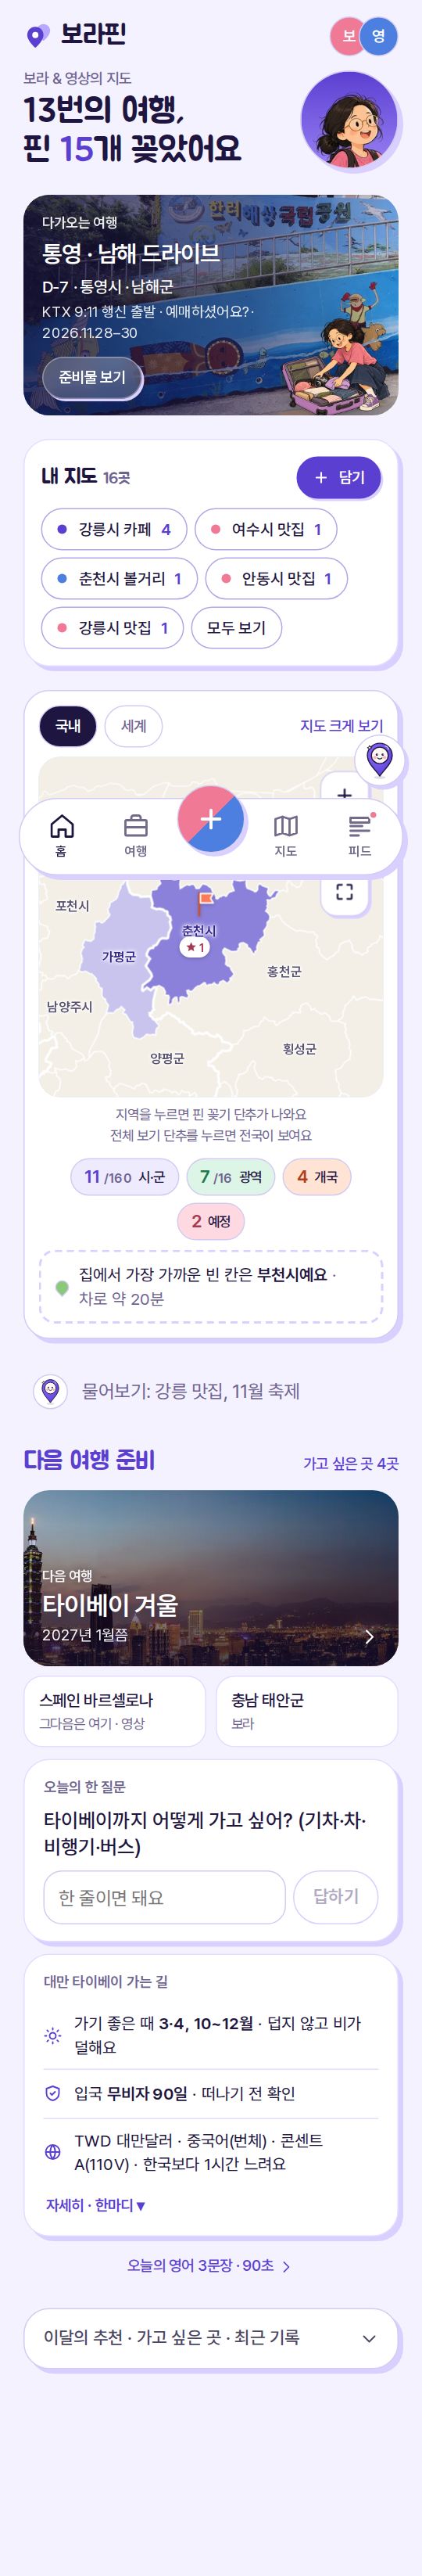 보라핀
보 영
보라 & 영상의 지도
13번의 여행,
핀 15개 꽂았어요
한려해상국립공원
다가오는 여행
통영 · 남해 드라이브
D-7 · 통영시 · 남해군
KTX 9:11 행신 출발 · 예매하셨어요? ·
2026.11.28–30
준비물 보기
내 지도 16곳
+ 담기
강릉시 카페 4
여수시 맛집 1
춘천시 볼거리 1
안동시 맛집 1
강릉시 맛집 1
모두 보기
국내
세계
지도 크게 보기
홈
여행
지도
피드
포천시
춘천시
★ 1
가평군
홍천군
남양주시
양평군
횡성군
지역을 누르면 핀 꽂기 단추가 나와요
전체 보기 단추를 누르면 전국이 보여요
11 /160 시·군
7 /16 광역
4 개국
2 예정
집에서 가장 가까운 빈 칸은 부천시예요 ·
차로 약 20분
물어보기: 강릉 맛집, 11월 축제
다음 여행 준비
가고 싶은 곳 4곳
다음 여행
타이베이 겨울
2027년 1월쯤
스페인 바르셀로나
그다음은 여기 · 영상
충남 태안군
보라
오늘의 한 질문
타이베이까지 어떻게 가고 싶어? (기차·차·
비행기·버스)
한 줄이면 돼요
답하기
대만 타이베이 가는 길
가기 좋은 때 3·4, 10~12월 · 덥지 않고 비가
덜해요
입국 무비자 90일 · 떠나기 전 확인
TWD 대만달러 · 중국어(번체) · 콘센트
A(110V) · 한국보다 1시간 느려요
자세히 · 한마디 ▾
오늘의 영어 3문장 · 90초
이달의 추천 · 가고 싶은 곳 · 최근 기록